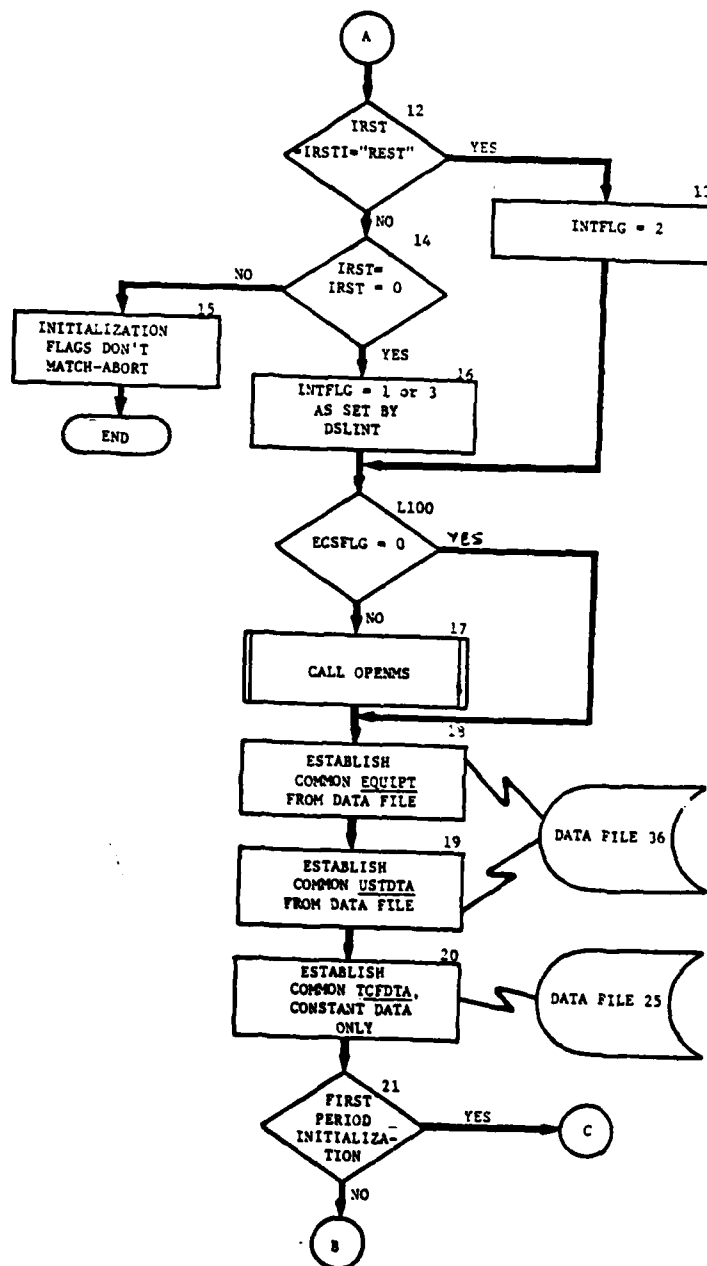 A
12
IRST
=IRSTI="REST"
YES
13
INTFLG = 2
NO
14
IRST=
IRST = 0
NO
15
INITIALIZATION
FLAGS DON'T
MATCH-ABORT
END
YES
16
INTFLG = 1 or 3
AS SET BY
DSLINT
L100
ECSFLG = 0
YES
NO
17
CALL OPENMS
18
ESTABLISH
COMMON EQUIPT
FROM DATA FILE
DATA FILE 36
19
ESTABLISH
COMMON USTDTA
FROM DATA FILE
20
ESTABLISH
COMMON TCFDTA,
CONSTANT DATA
ONLY
DATA FILE 25
21
FIRST
PERIOD
INITIALIZA-
TION
YES
C
NO
B